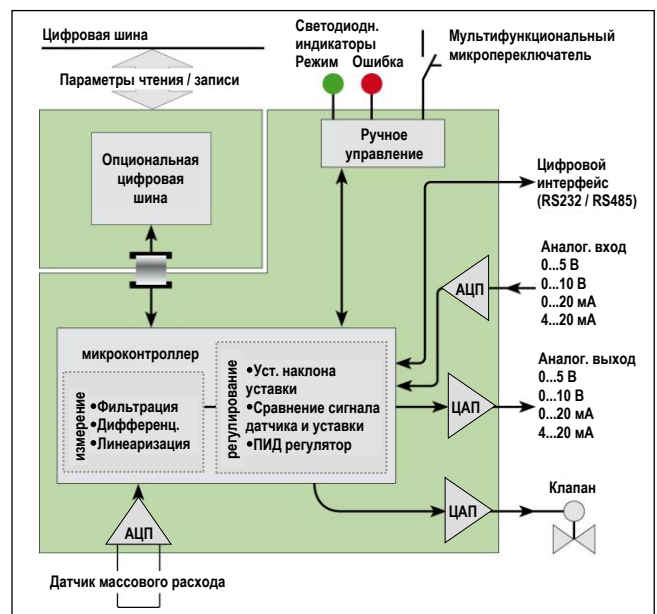 Цифровая шина
Параметры чтения / записи
Светодиодн.
индикаторы
Режим Ошибка
Мультифункциональный
микропереключатель
Опциональная
цифровая
шина
Ручное
управление
Цифровой
интерфейс
(RS232 / RS485)
Аналог. вход
0...5 В
0...10 В
0...20 мА
4...20 мА
АЦП
микроконтроллер
измерение
•Фильтрация
•Дифференц.
•Линеаризация
регулирование
•Уст. наклона
уставки
•Сравнение сигнала
датчика и уставки
•ПИД регулятор
ЦАП
Аналог. выход
0...5 В
0...10 В
0...20 мА
4...20 мА
ЦАП
Клапан
АЦП
Датчик массового расхода